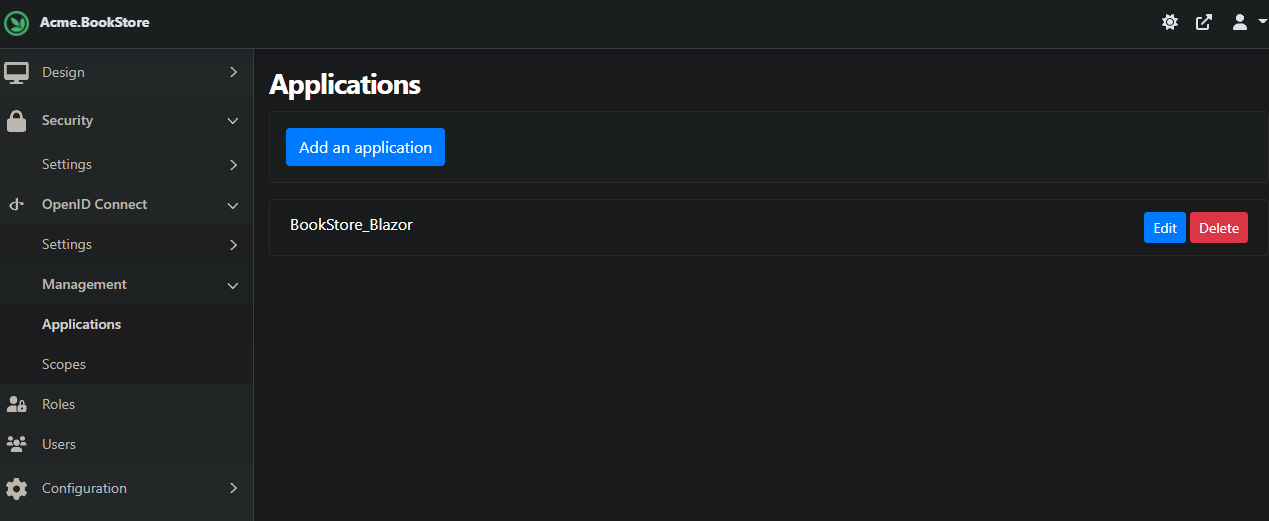 Acme.BookStore
Design
Security
Settings
OpenID Connect
Settings
Management
Applications
Scopes
Roles
Users
Configuration
Applications
Add an application
BookStore_Blazor
Edit
Delete